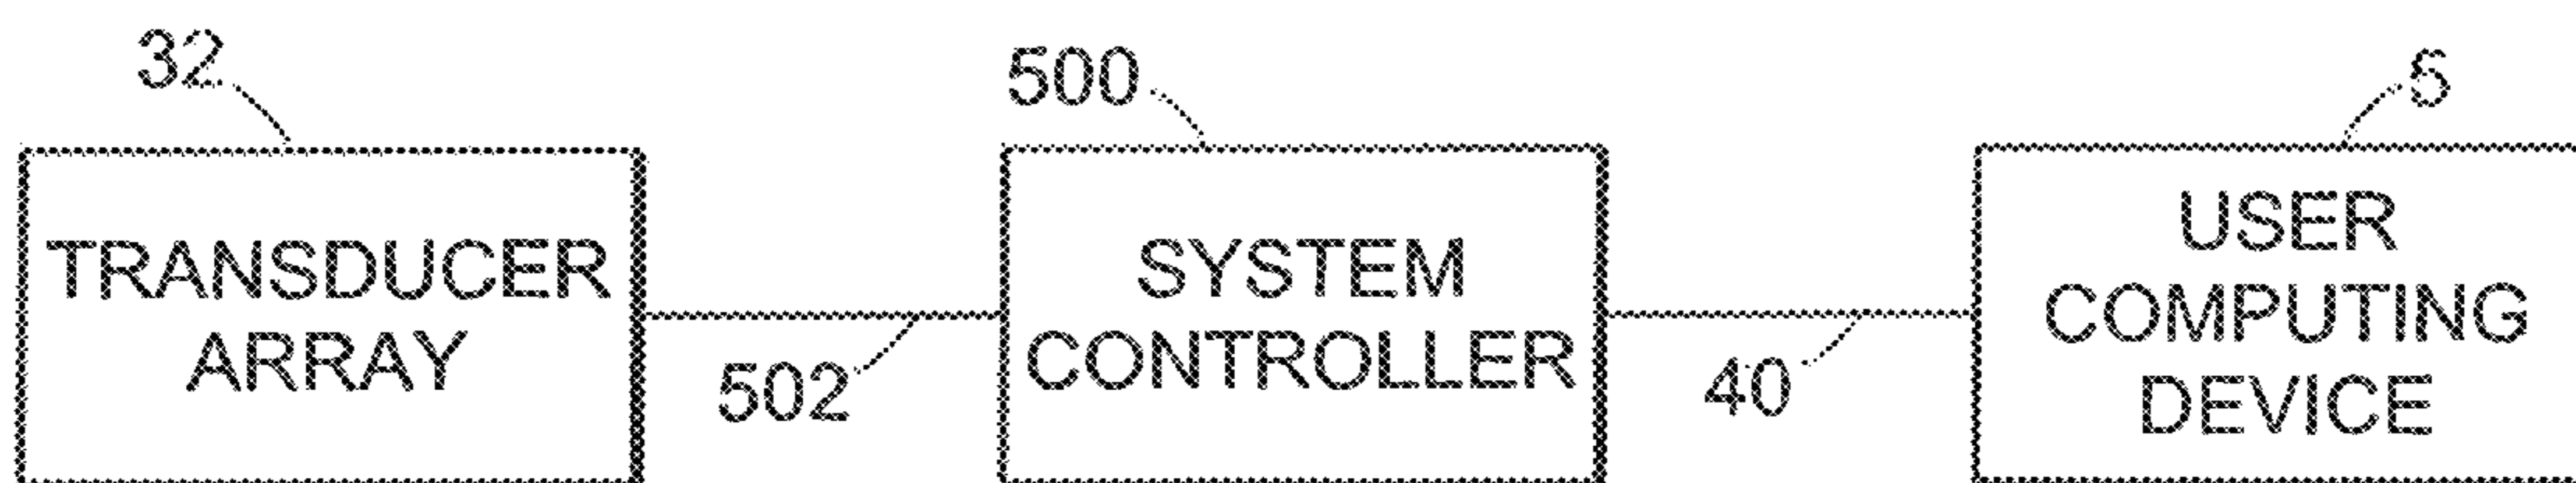 32
500
5
TRANSDUCER
ARRAY
SYSTEM
CONTROLLER
USER
COMPUTING
DEVICE
502
40